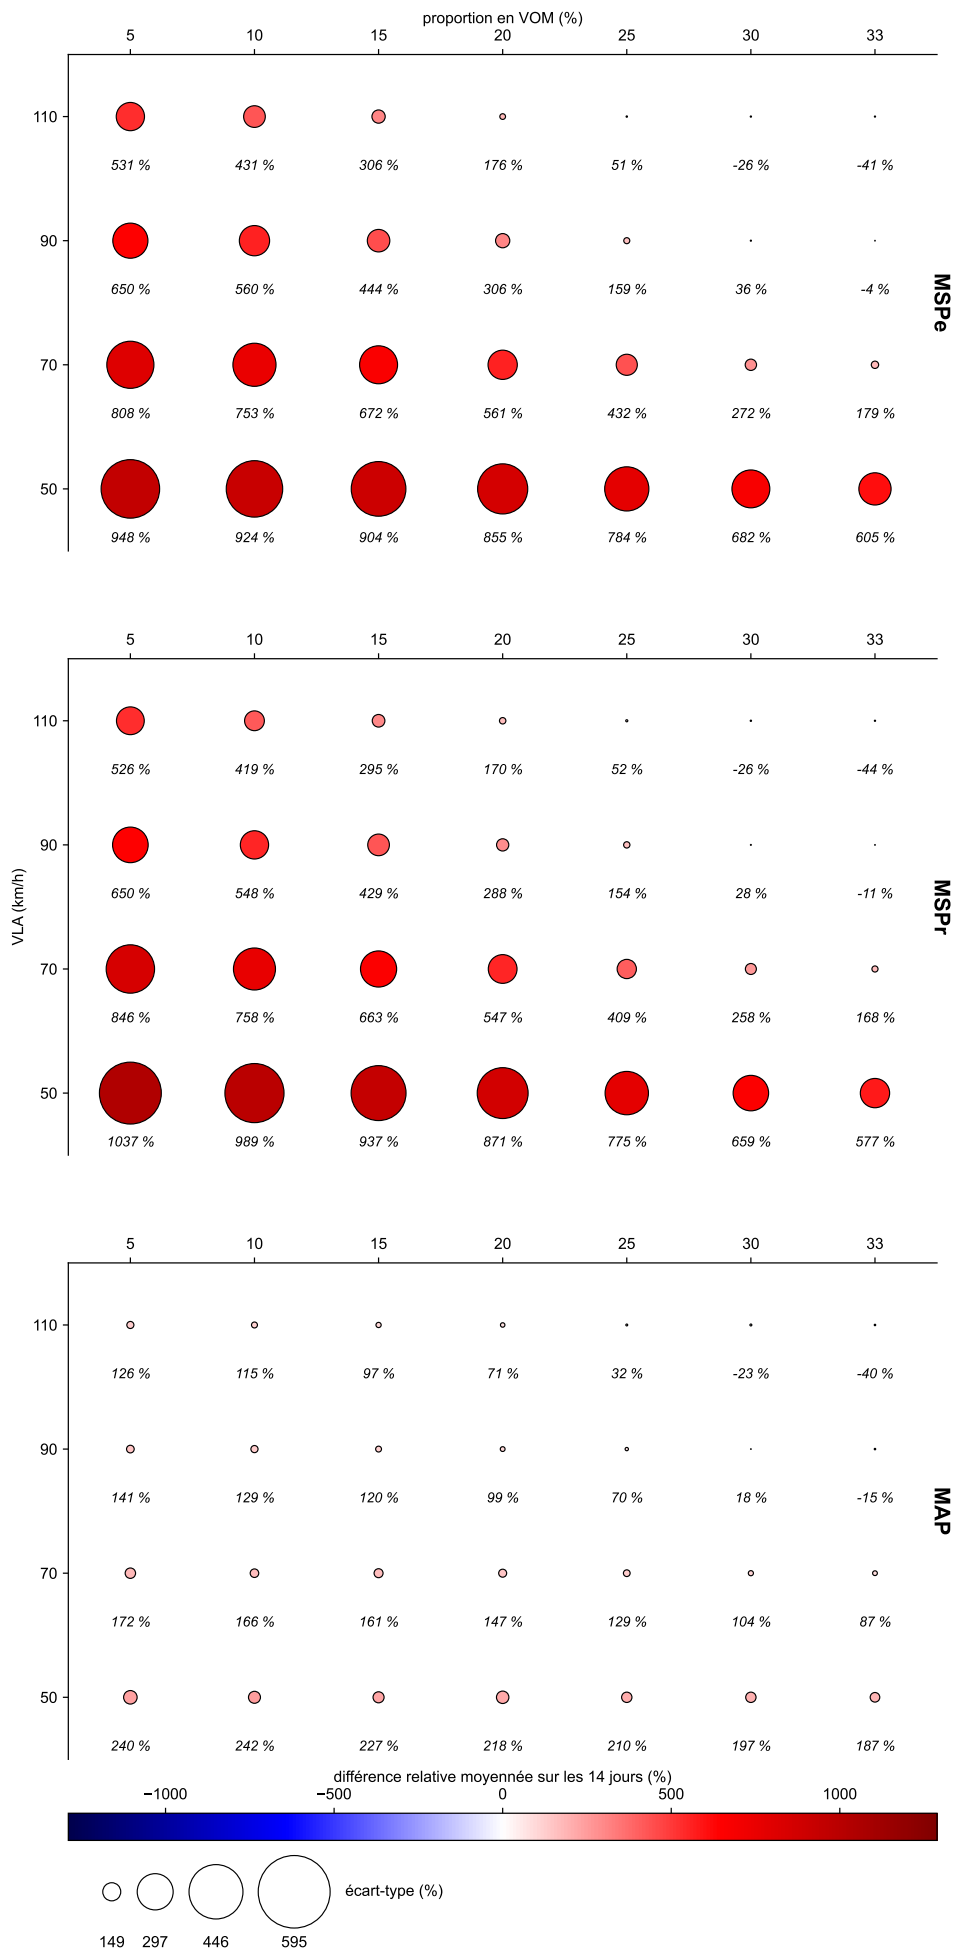 proportion en VOM (%)
5 10 15 20 25 30 33
110
531 % 431 % 306 % 176 % 51 % -26 % -41 %
90
650 % 560 % 444 % 306 % 159 % 36 % -4 %
MSPe
70
808 % 753 % 672 % 561 % 432 % 272 % 179 %
50
948 % 924 % 904 % 855 % 784 % 682 % 605 %
5 10 15 20 25 30 33
110
526 % 419 % 295 % 170 % 52 % -26 % -44 %
90
650 % 548 % 429 % 288 % 154 % 28 % -11 %
VLA (km/h)
MSPr
70
846 % 758 % 663 % 547 % 409 % 258 % 168 %
50
1037 % 989 % 937 % 871 % 775 % 659 % 577 %
5 10 15 20 25 30 33
110
126 % 115 % 97 % 71 % 32 % -23 % -40 %
90
141 % 129 % 120 % 99 % 70 % 18 % -15 %
MAP
70
172 % 166 % 161 % 147 % 129 % 104 % 87 %
50
240 % 242 % 227 % 218 % 210 % 197 % 187 %
différence relative moyennée sur les 14 jours (%)
−1000 −500 0 500 1000
écart-type (%)
149 297 446 595